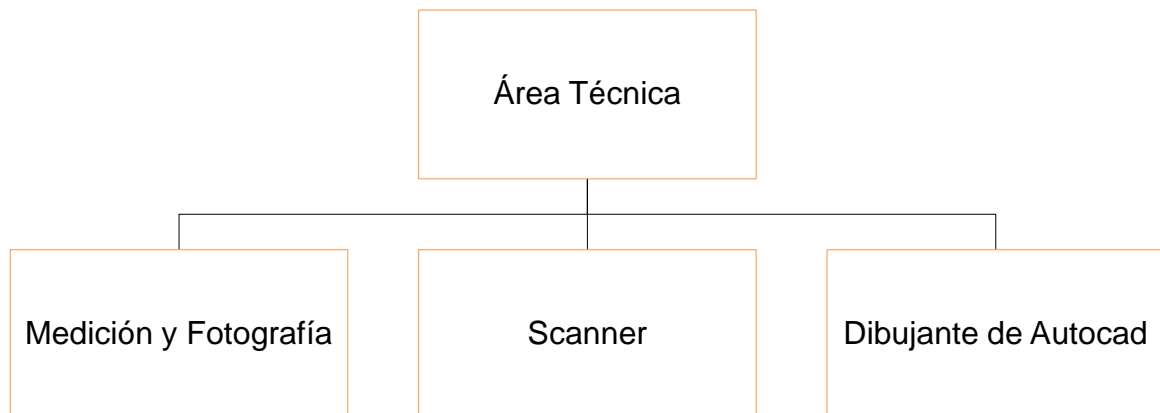 Área Técnica
Medición y Fotografía
Scanner
Dibujante de Autocad